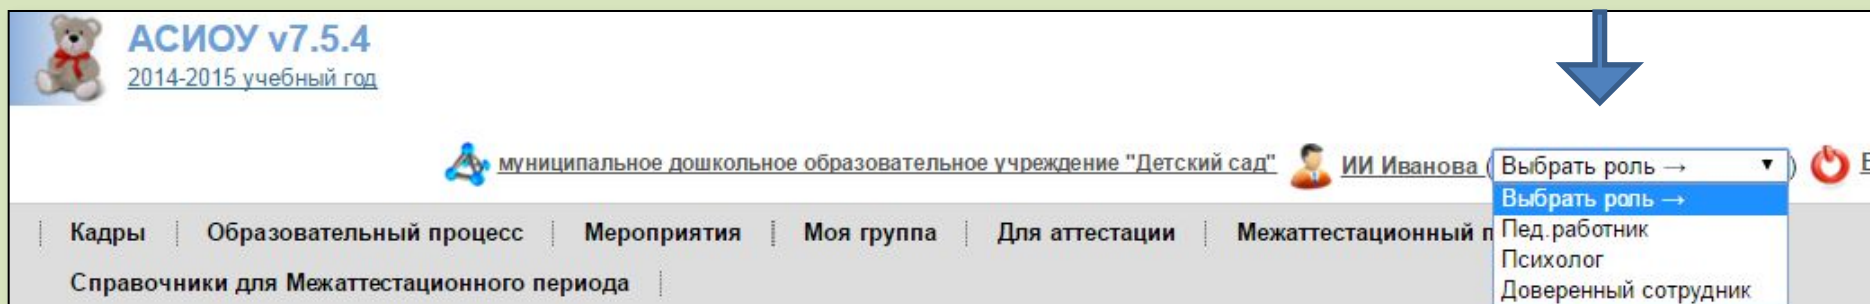 АСИОУ v7.5.4
2014-2015 учебный год
муниципальное дошкольное образовательное учреждение "Детский сад" ИИ Иванова ( Выбрать роль → )
Выбрать роль →
Пед.работник
Психолог
Доверенный сотрудник
Кадры Образовательный процесс Мероприятия Моя группа Для аттестации Межаттестационный
Справочники для Межаттестационного периода